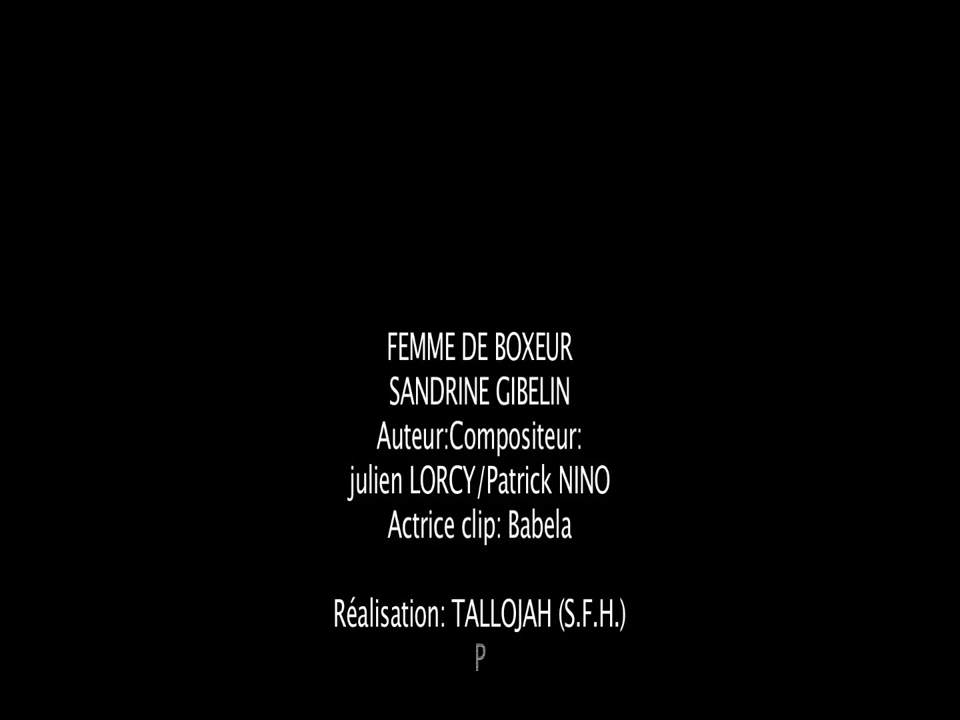 FEMME DE BOXEUR
SANDRINE GIBELIN
Auteur:Compositeur:
julien LORCY/Patrick NINO
Actrice clip: Babela
Réalisation: TALLOJAH (S.F.H.)
P